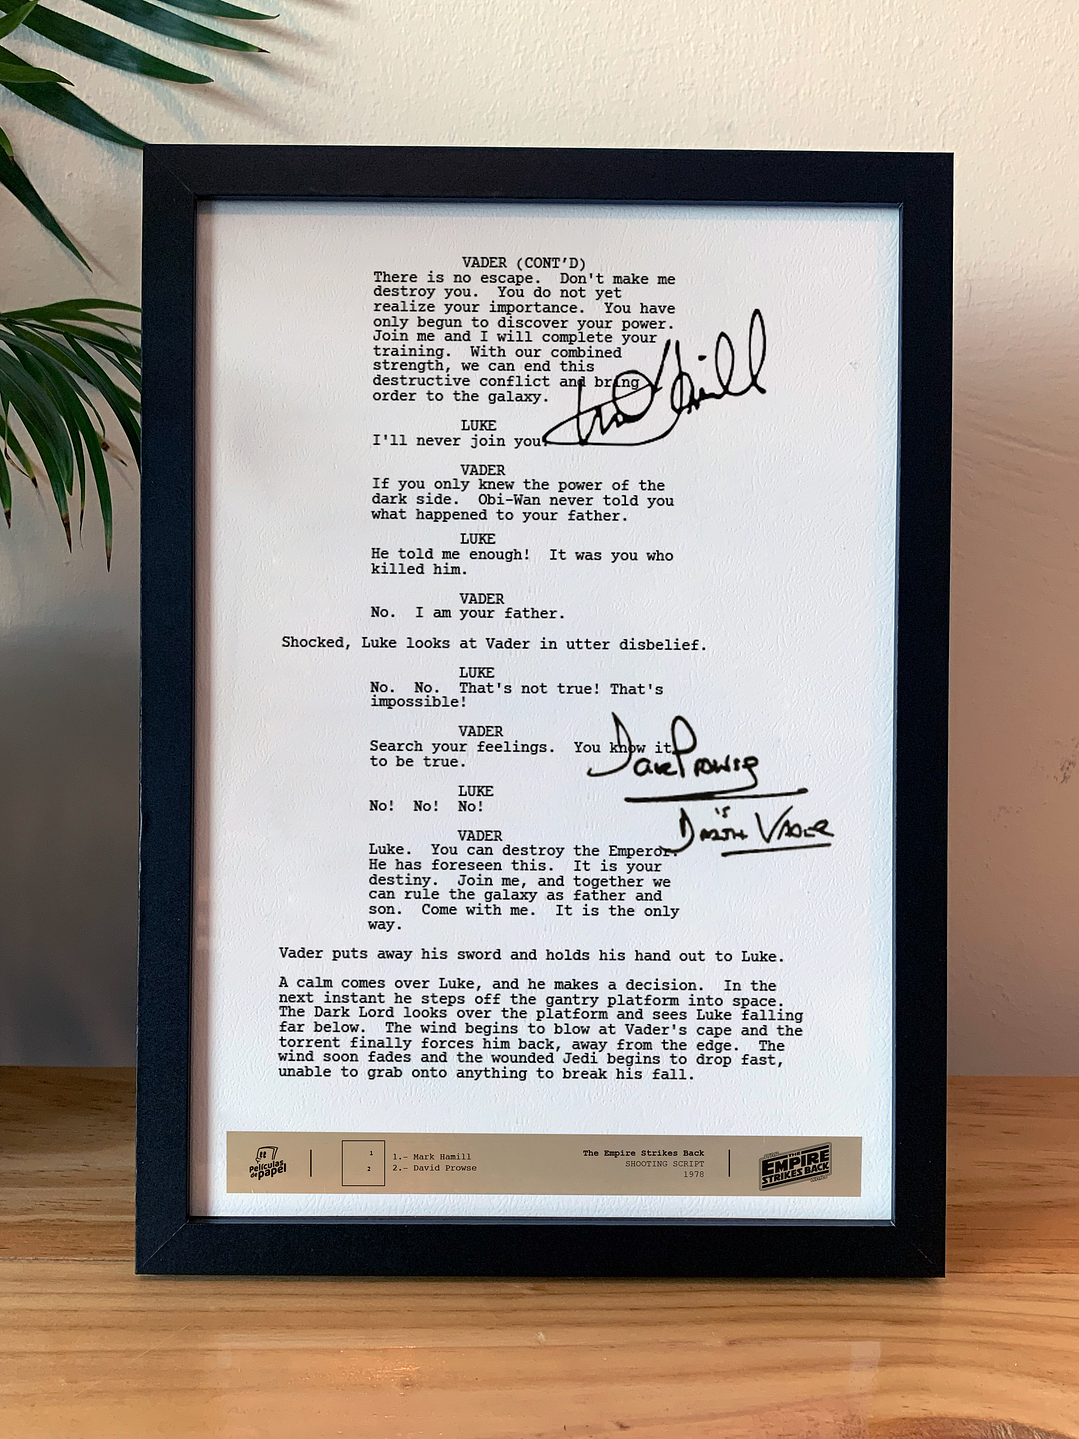 VADER (CONT'D)
There is no escape.  Don't make me
destroy you.  You do not yet
realize your importance.  You have
only begun to discover your power.
Join me and I will complete your
training.  With our combined
strength, we can end this
destructive conflict and bring
order to the galaxy.
Mark Hamill
LUKE
I'll never join you.
VADER
If you only knew the power of the
dark side.  Obi-Wan never told you
what happened to your father.
LUKE
He told me enough!  It was you who
killed him.
VADER
No.  I am your father.
Shocked, Luke looks at Vader in utter disbelief.
LUKE
No.  No.  That's not true! That's
impossible!
VADER
Search your feelings.  You know it
to be true.
Dave Prowse
is
Darth Vader
LUKE
No!  No!  No!
VADER
Luke.  You can destroy the Emperor.
He has foreseen this.  It is your
destiny.  Join me, and together we
can rule the galaxy as father and
son.  Come with me.  It is the only
way.
Vader puts away his sword and holds his hand out to Luke.
A calm comes over Luke, and he makes a decision.  In the
next instant he steps off the gantry platform into space.
The Dark Lord looks over the platform and sees Luke falling
far below.  The wind begins to blow at Vader's cape and the
torrent finally forces him back, away from the edge.  The
wind soon fades and the wounded Jedi begins to drop fast,
unable to grab onto anything to break his fall.
Películas
de papel
1
2
1.- Mark Hamill
2.- David Prowse
The Empire Strikes Back
SHOOTING SCRIPT
1978
THE
EMPIRE
STRIKES BACK